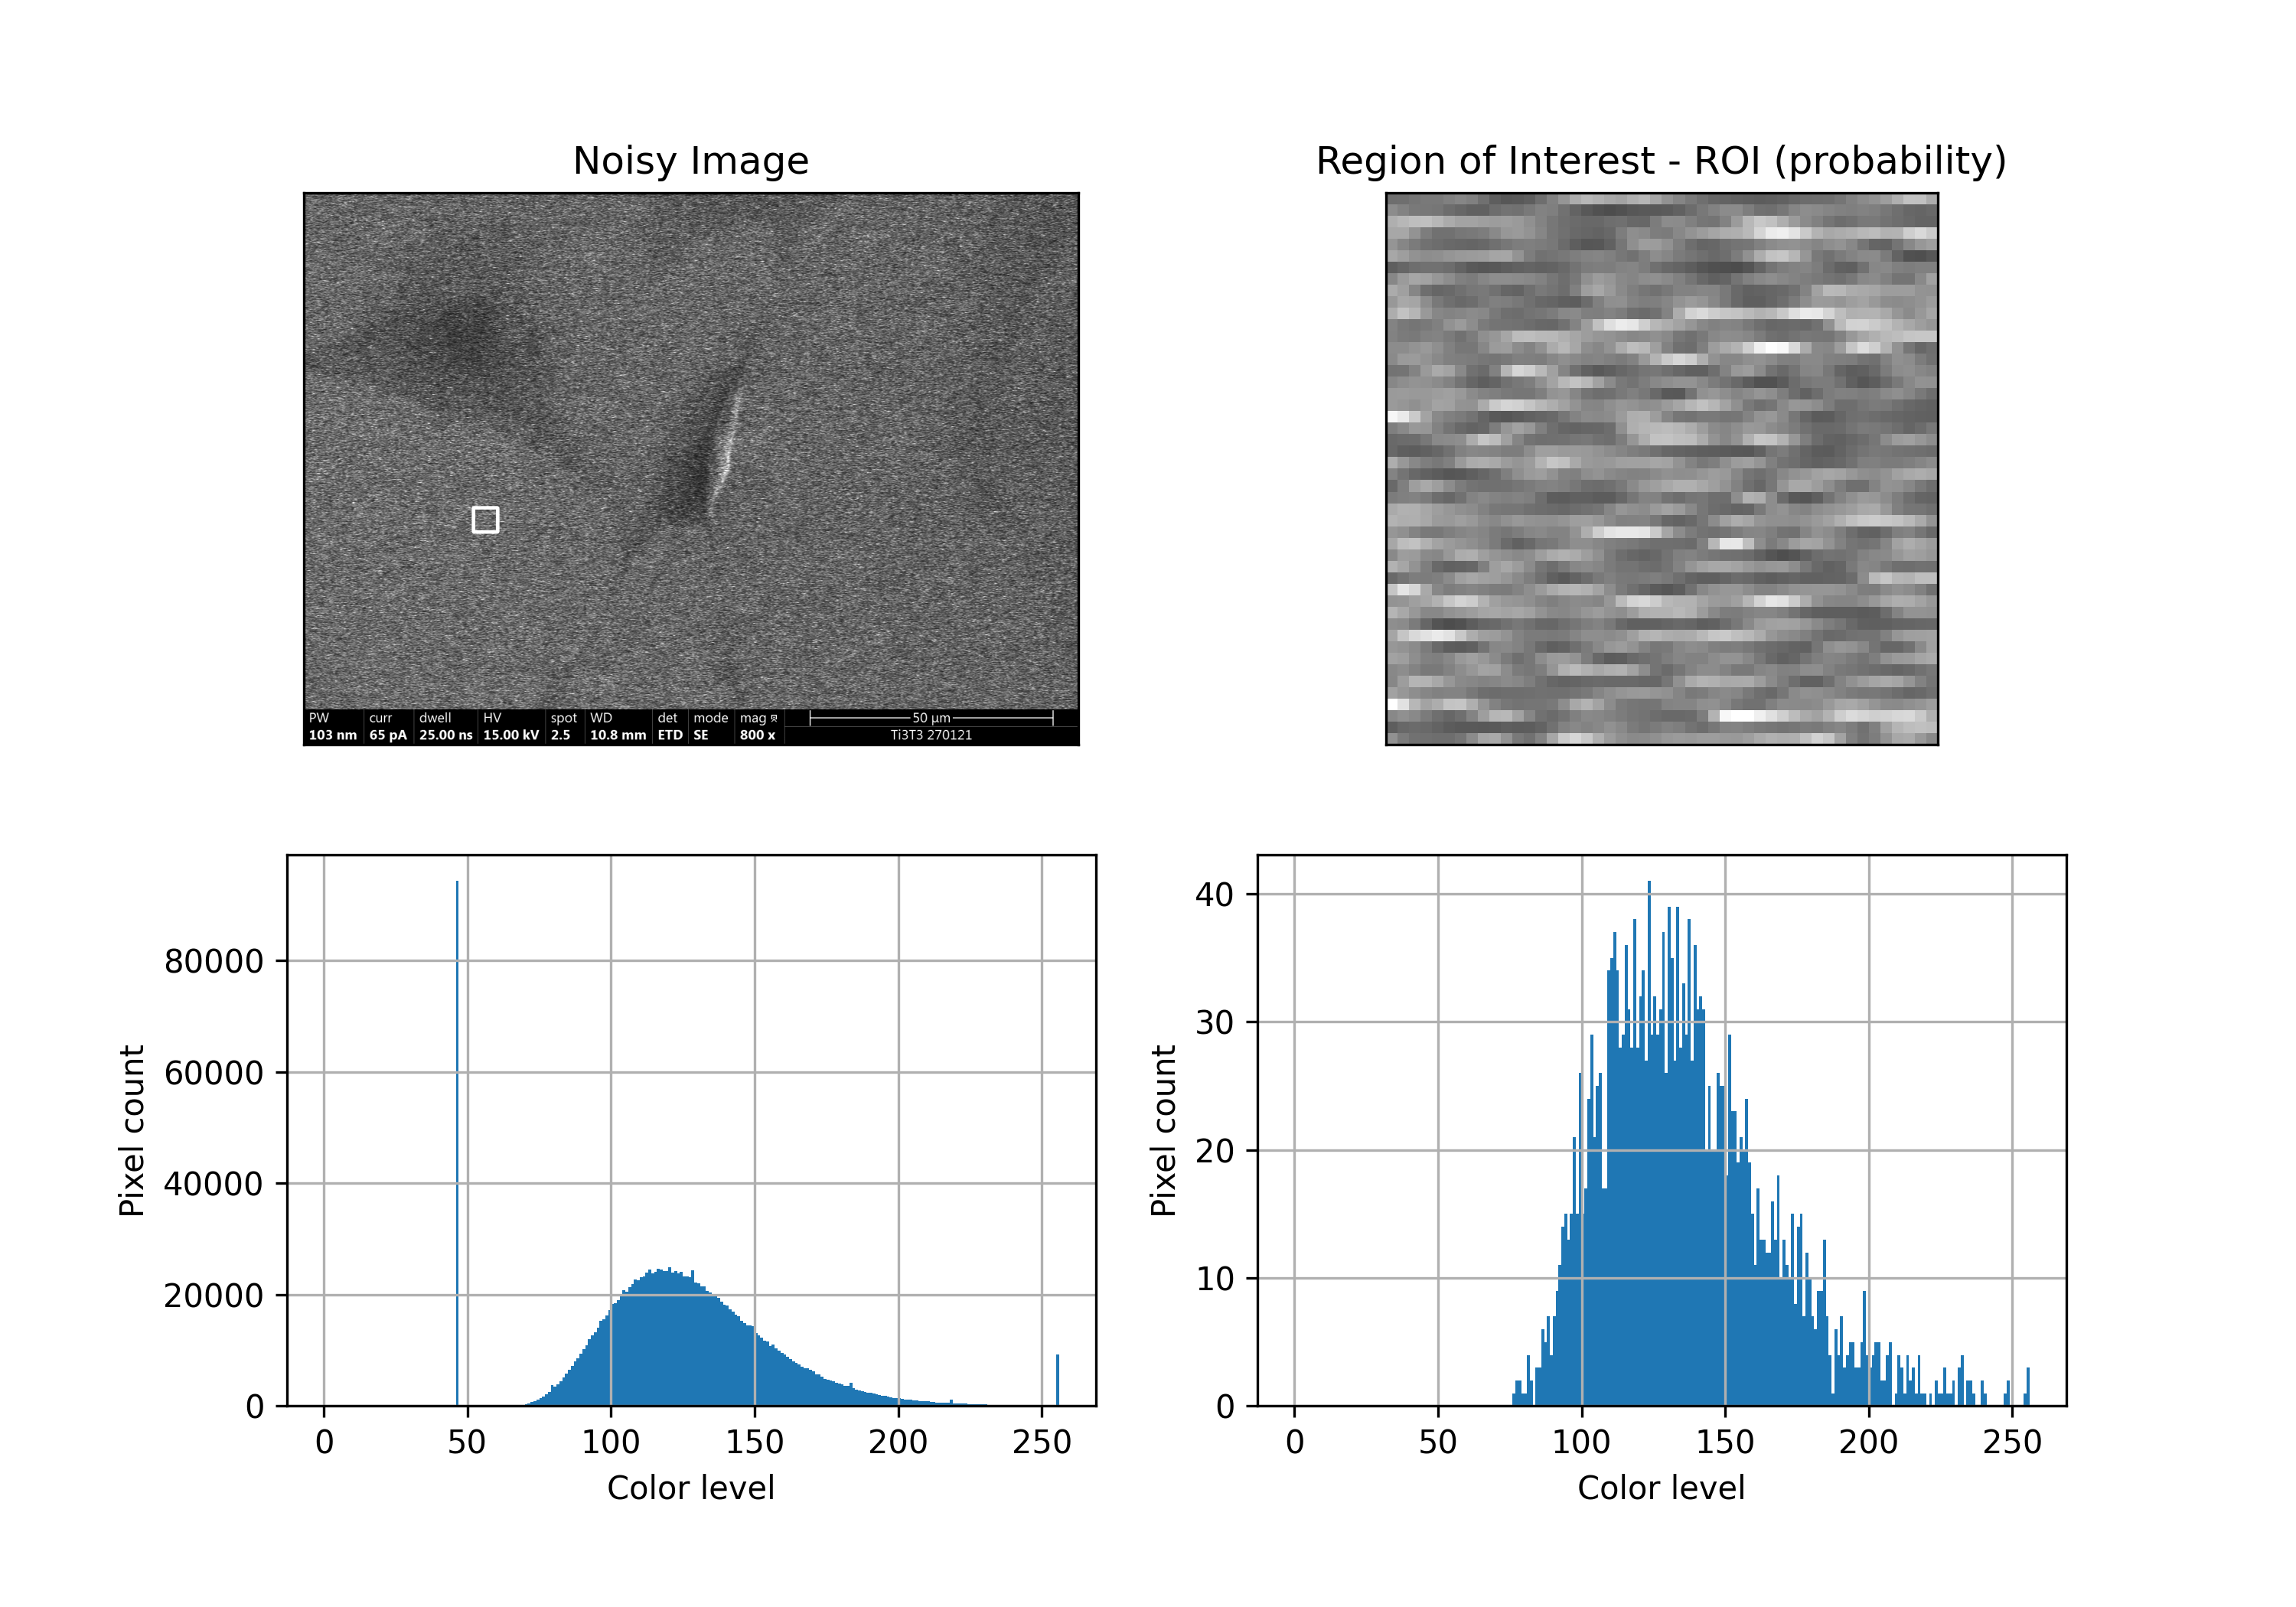 Noisy Image
Region of Interest - ROI (probability)
PW curr dwell HV spot WD det mode mag
103 nm 65 pA 25.00 ns 15.00 kV 2.5 10.8 mm ETD SE 800 x
50 µm
Ti3T3 270121
Pixel count
80000
60000
40000
20000
0
0 50 100 150 200 250
Color level
Pixel count
40
30
20
10
0
0 50 100 150 200 250
Color level